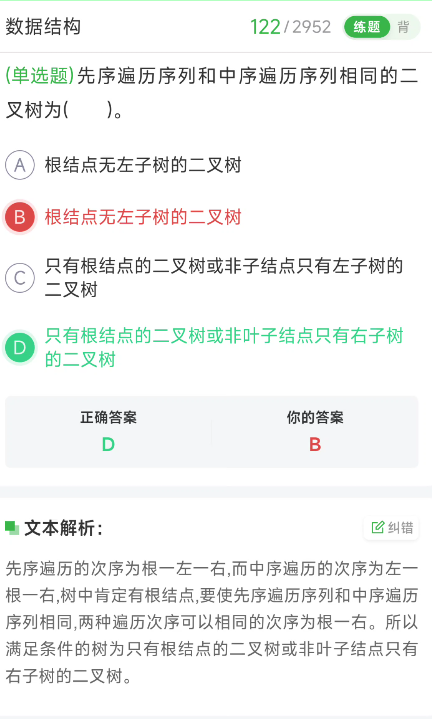 数据结构
122/2952
练题
背
(单选题)先序遍历序列和中序遍历序列相同的二
叉树为( )。
A 根结点无左子树的二叉树
B 根结点无左子树的二叉树
C 只有根结点的二叉树或非子结点只有左子树的
二叉树
D 只有根结点的二叉树或非叶子结点只有右子树
的二叉树
正确答案
你的答案
D
B
文本解析：
纠错
先序遍历的次序为根一左一右,而中序遍历的次序为左一
根一右,树中肯定有根结点,要使先序遍历序列和中序遍历
序列相同,两种遍历次序可以相同的次序为根一右。所以
满足条件的树为只有根结点的二叉树或非叶子结点只有
右子树的二叉树。